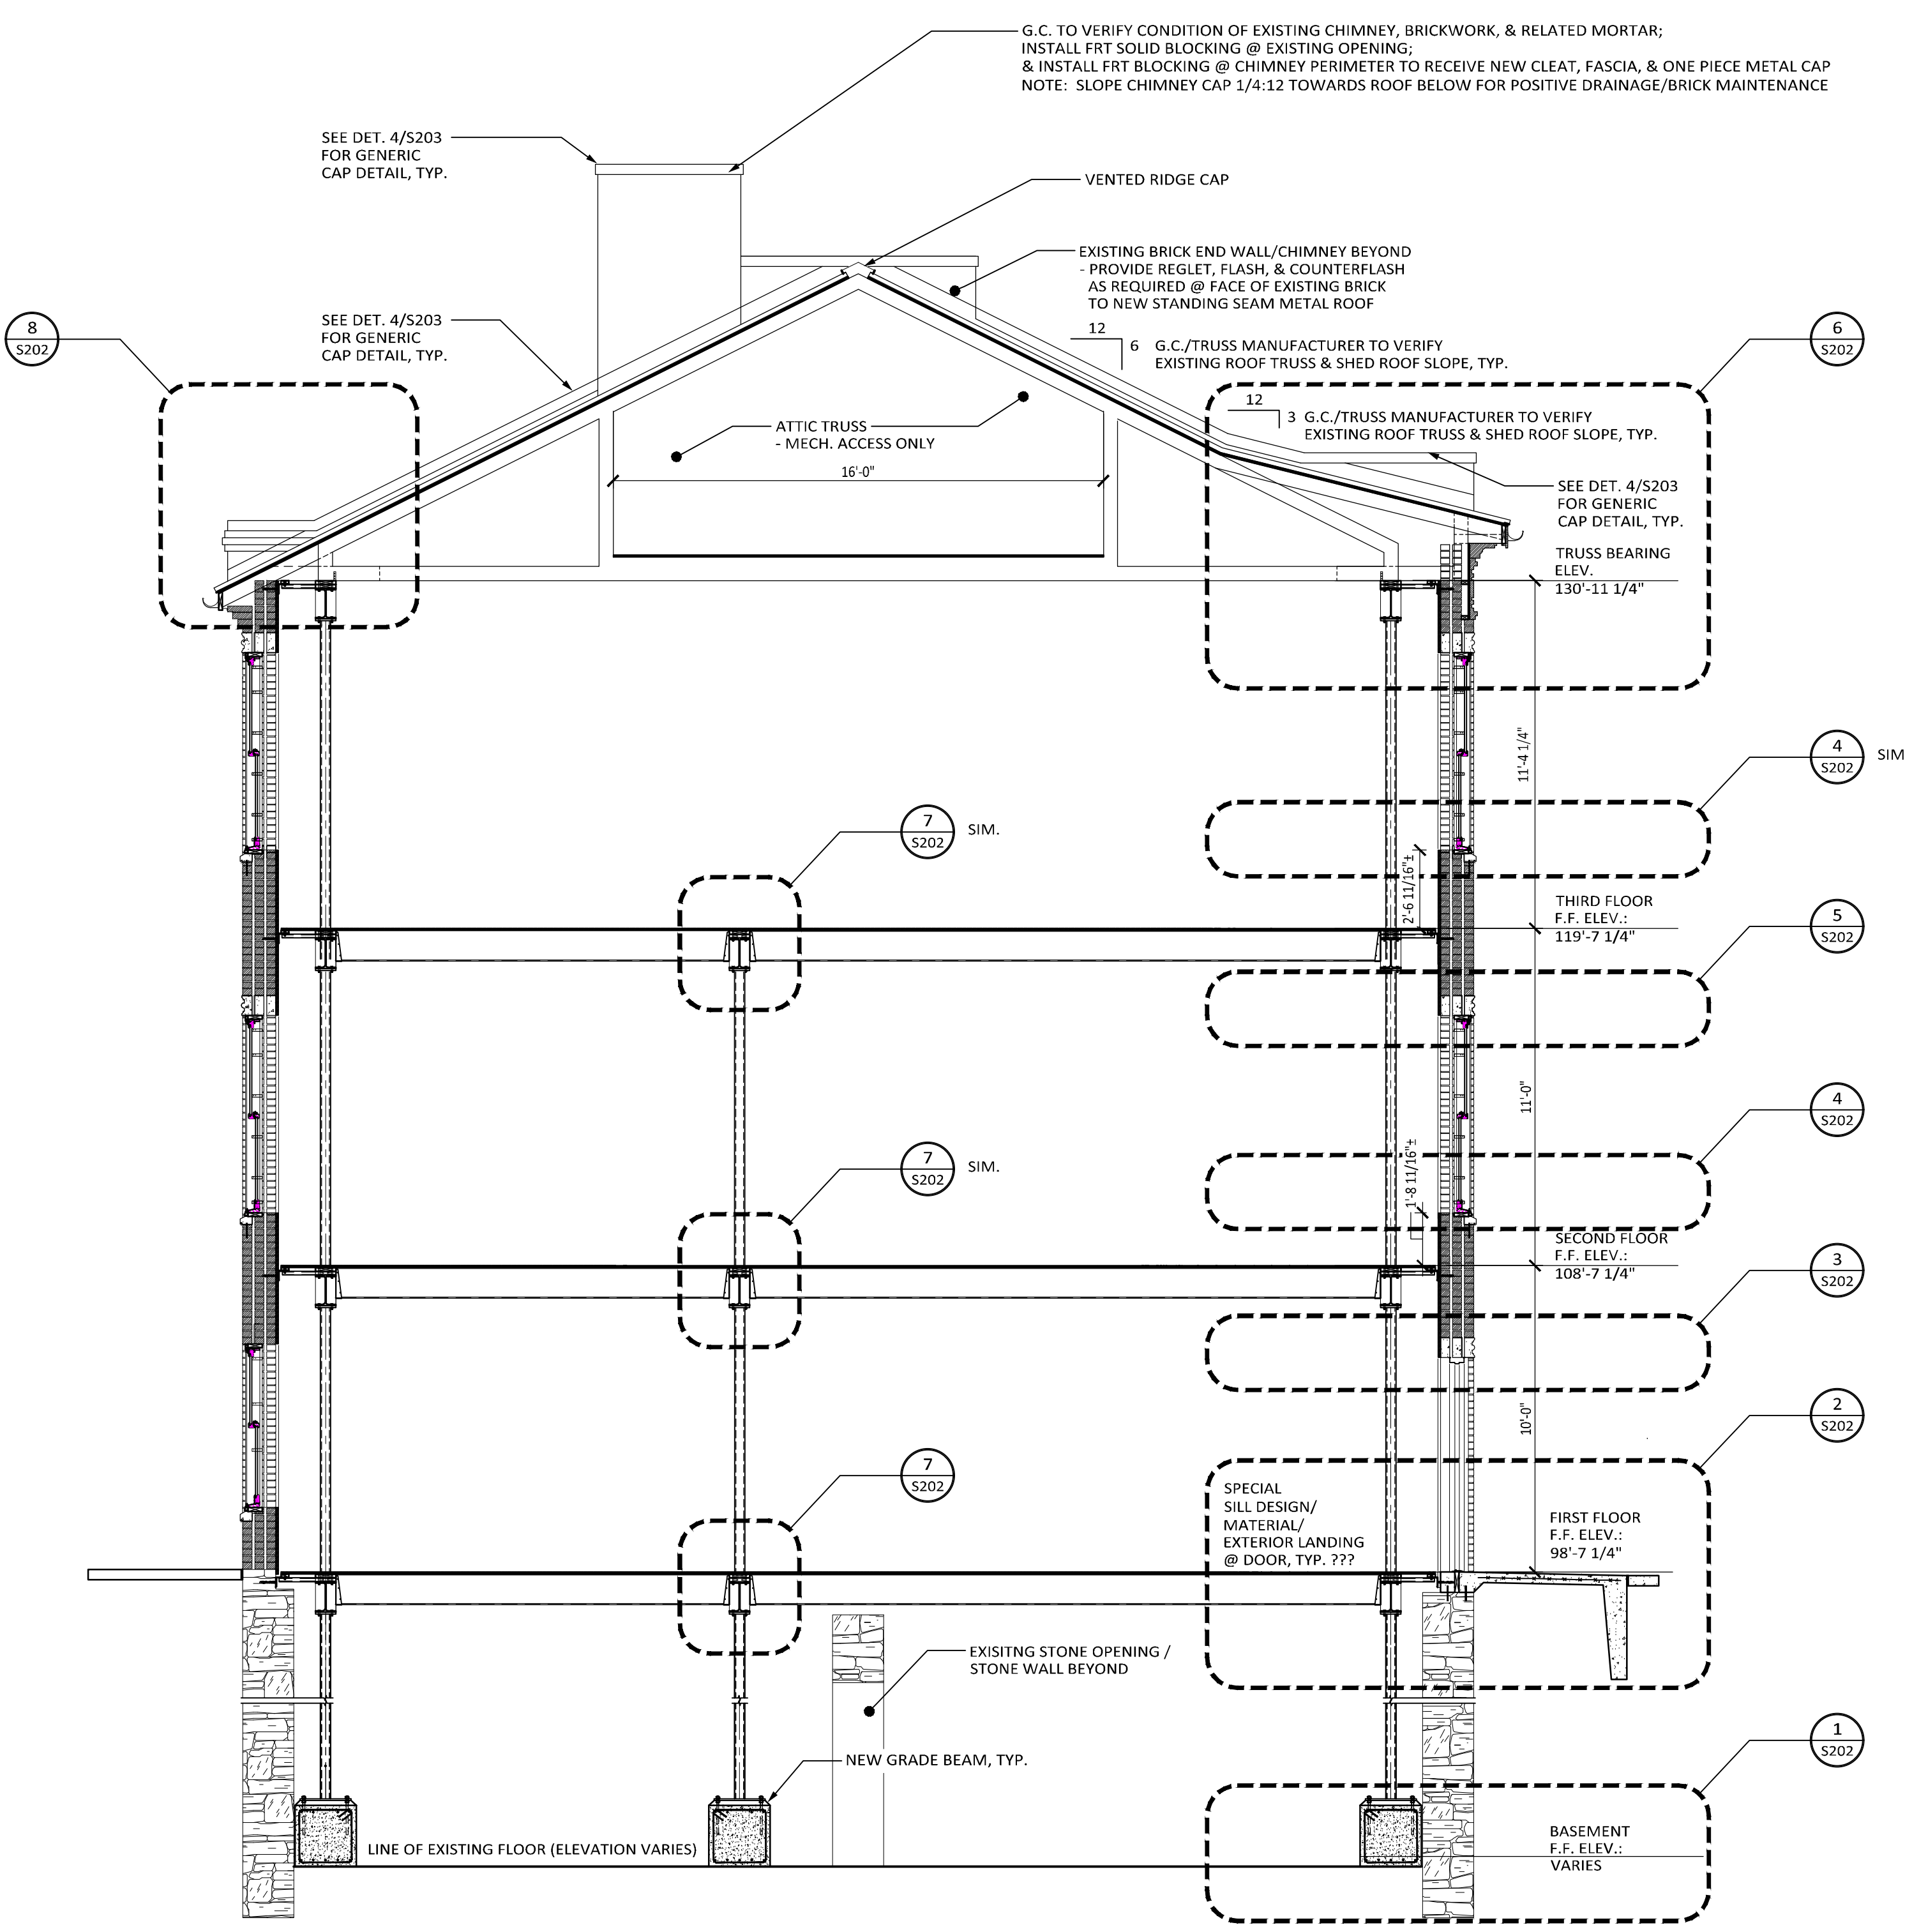 G.C. TO VERIFY CONDITION OF EXISTING CHIMNEY, BRICKWORK, & RELATED MORTAR;
INSTALL FRT SOLID BLOCKING @ EXISTING OPENING;
& INSTALL FRT BLOCKING @ CHIMNEY PERIMETER TO RECEIVE NEW CLEAT, FASCIA, & ONE PIECE METAL CAP
NOTE: SLOPE CHIMNEY CAP 1/4:12 TOWARDS ROOF BELOW FOR POSITIVE DRAINAGE/BRICK MAINTENANCE
SEE DET. 4/S203
FOR GENERIC
CAP DETAIL, TYP.
VENTED RIDGE CAP
EXISTING BRICK END WALL/CHIMNEY BEYOND
- PROVIDE REGLET, FLASH, & COUNTERFLASH
AS REQUIRED @ FACE OF EXISTING BRICK
TO NEW STANDING SEAM METAL ROOF
8
S202
SEE DET. 4/S203
FOR GENERIC
CAP DETAIL, TYP.
12
6 G.C./TRUSS MANUFACTURER TO VERIFY
EXISTING ROOF TRUSS & SHED ROOF SLOPE, TYP.
6
S202
12
3 G.C./TRUSS MANUFACTURER TO VERIFY
EXISTING ROOF TRUSS & SHED ROOF SLOPE, TYP.
ATTIC TRUSS
- MECH. ACCESS ONLY
16'-0"
SEE DET. 4/S203
FOR GENERIC
CAP DETAIL, TYP.
TRUSS BEARING
ELEV.
130'-11 1/4"
11'-4 1/4"
4
S202
SIM
7
S202
SIM.
2'-6 11/16"±
THIRD FLOOR
F.F. ELEV.:
119'-7 1/4"
5
S202
11'-0"
4
S202
7
S202
SIM.
1'-8 11/16"±
SECOND FLOOR
F.F. ELEV.:
108'-7 1/4"
3
S202
10'-0"
2
S202
7
S202
SPECIAL
SILL DESIGN/
MATERIAL/
EXTERIOR LANDING
@ DOOR, TYP. ???
FIRST FLOOR
F.F. ELEV.:
98'-7 1/4"
EXISITNG STONE OPENING /
STONE WALL BEYOND
1
S202
NEW GRADE BEAM, TYP.
LINE OF EXISTING FLOOR (ELEVATION VARIES)
BASEMENT
F.F. ELEV.:
VARIES